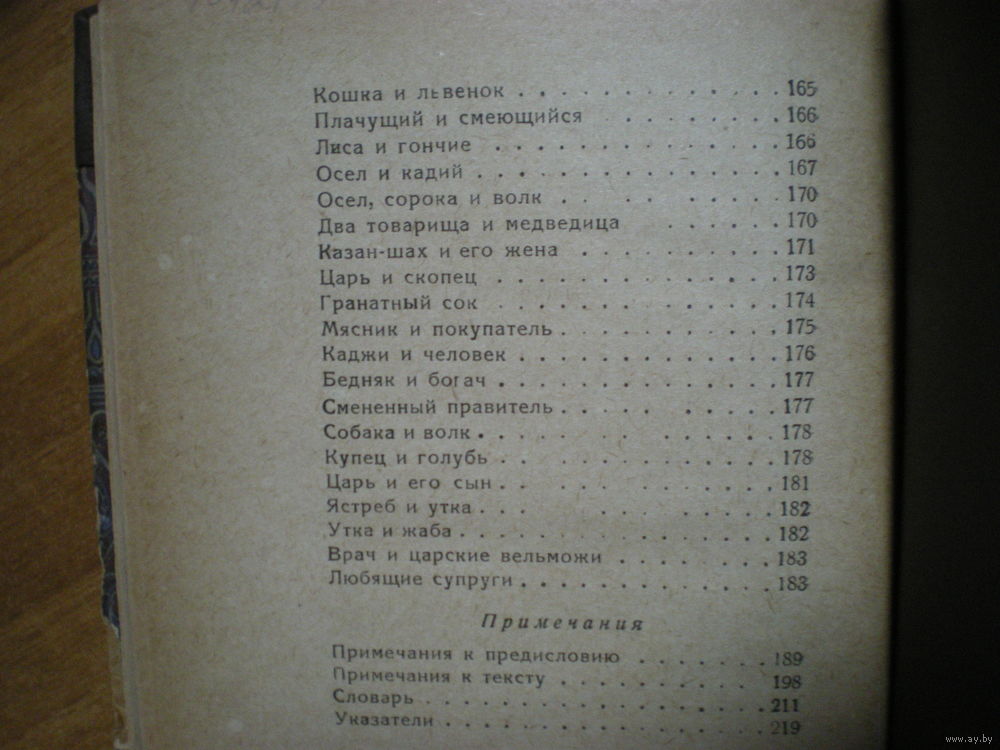 Кошка и львенок . . . . . . . . . . . . . 165
Плачущий и смеющийся . . . . . . . . 166
Лиса и гончие . . . . . . . . . . . . . . 166
Осел и кадий . . . . . . . . . . . . . . . 167
Осел, сорока и волк . . . . . . . . . . 170
Два товарища и медведица . . . . . . 170
Казан-шах и его жена . . . . . . . . . . 171
Царь и скопец . . . . . . . . . . . . . . 173
Гранатный сок . . . . . . . . . . . . . . 174
Мясник и покупатель . . . . . . . . . . . 175
Каджи и человек . . . . . . . . . . . . . 176
Бедняк и богач . . . . . . . . . . . . . . 177
Смененный правитель . . . . . . . . . . 177
Собака и волк . . . . . . . . . . . . . . 178
Купец и голубь . . . . . . . . . . . . . 178
Царь и его сын . . . . . . . . . . . . . 181
Ястреб и утка . . . . . . . . . . . . . . 182
Утка и жаба . . . . . . . . . . . . . . . 182
Врач и царские вельможи . . . . . . . . 183
Любящие супруги . . . . . . . . . . . . 183
Примечания
Примечания к предисловию . . . . . . . 189
Примечания к тексту . . . . . . . . . . 198
Словарь . . . . . . . . . . . . . . . . . 211
Указатели . . . . . . . . . . . . . . . . 219
www.ay.by